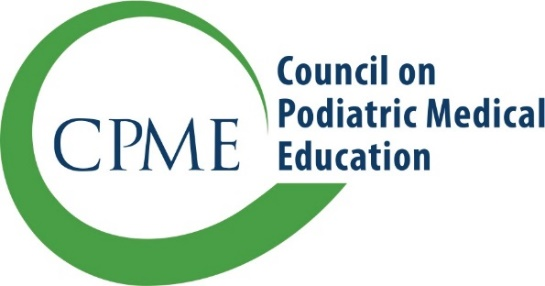 CPME
Council on
Podiatric Medical
Education